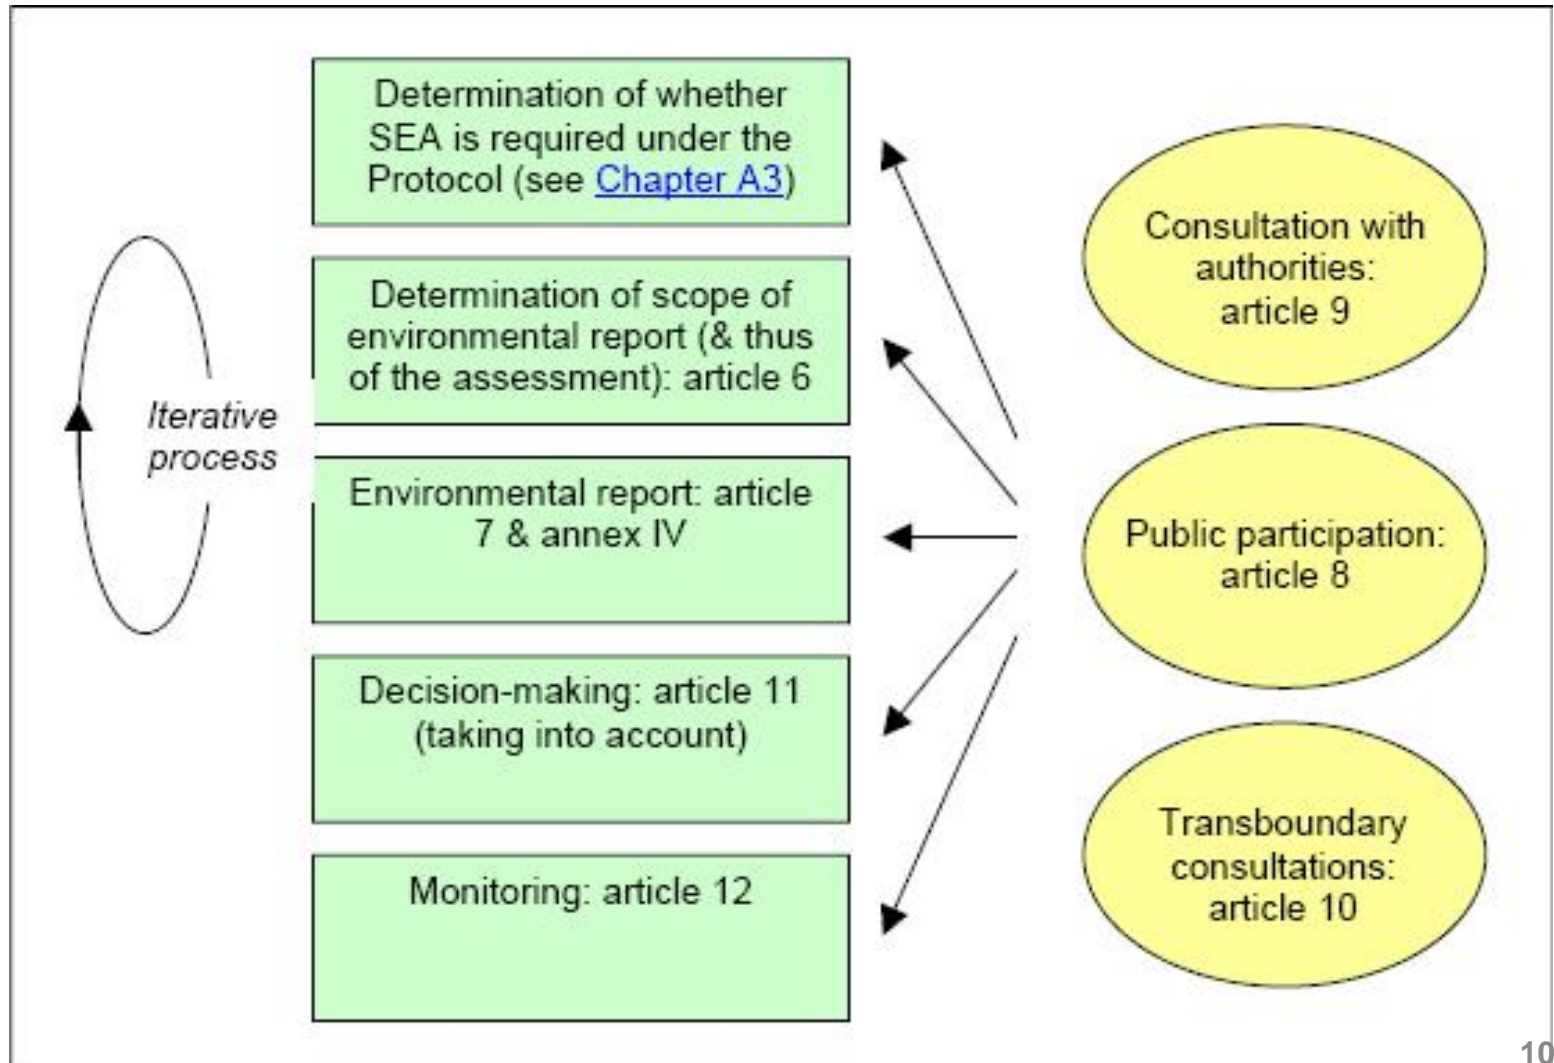 Determination of whether
SEA is required under the
Protocol (see Chapter A3)
Determination of scope of
environmental report (& thus
of the assessment): article 6
Iterative
process
Environmental report: article
7 & annex IV
Decision-making: article 11
(taking into account)
Monitoring: article 12
Consultation with
authorities:
article 9
Public participation:
article 8
Transboundary
consultations:
article 10
10